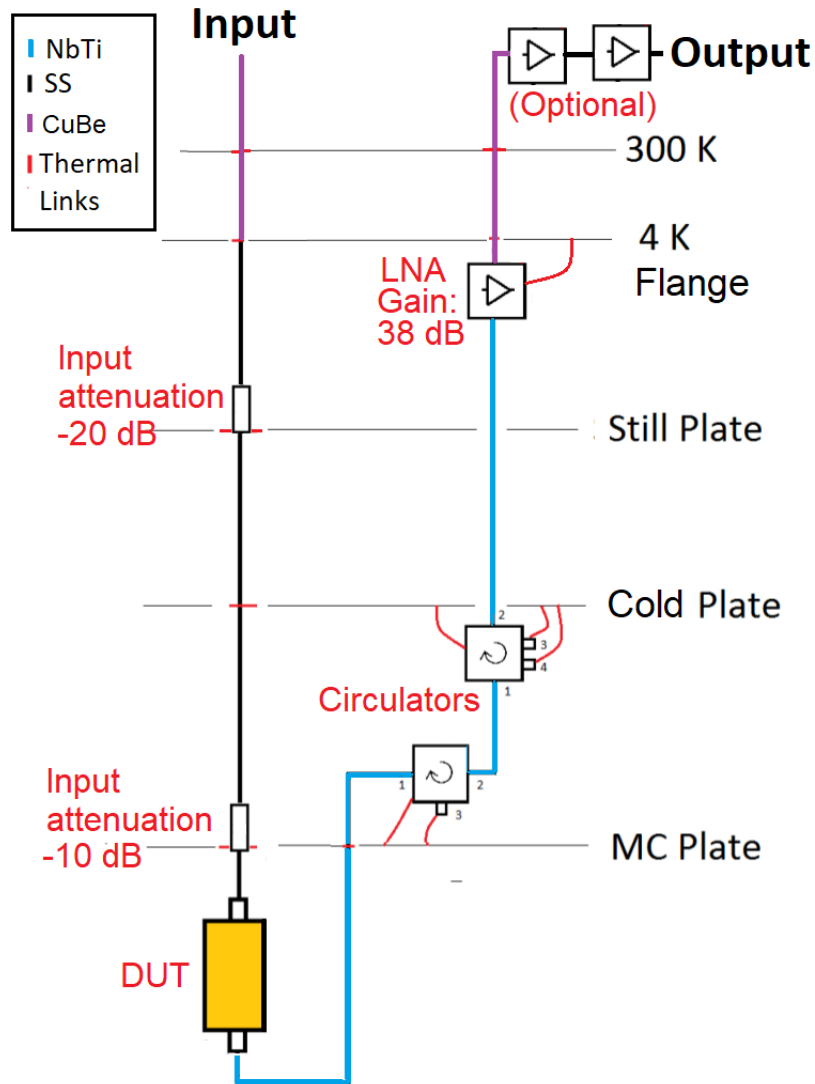 Input
NbTi
SS
CuBe
Thermal
Links
Output
(Optional)
300 K
4 K
Flange
LNA
Gain:
38 dB
Input
attenuation
-20 dB
Still Plate
Cold Plate
2
3
4
1
Circulators
1
2
3
Input
attenuation
-10 dB
MC Plate
DUT